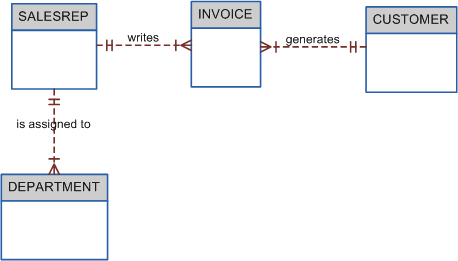 SALESREP
writes
INVOICE
generates
CUSTOMER
is assigned to
DEPARTMENT